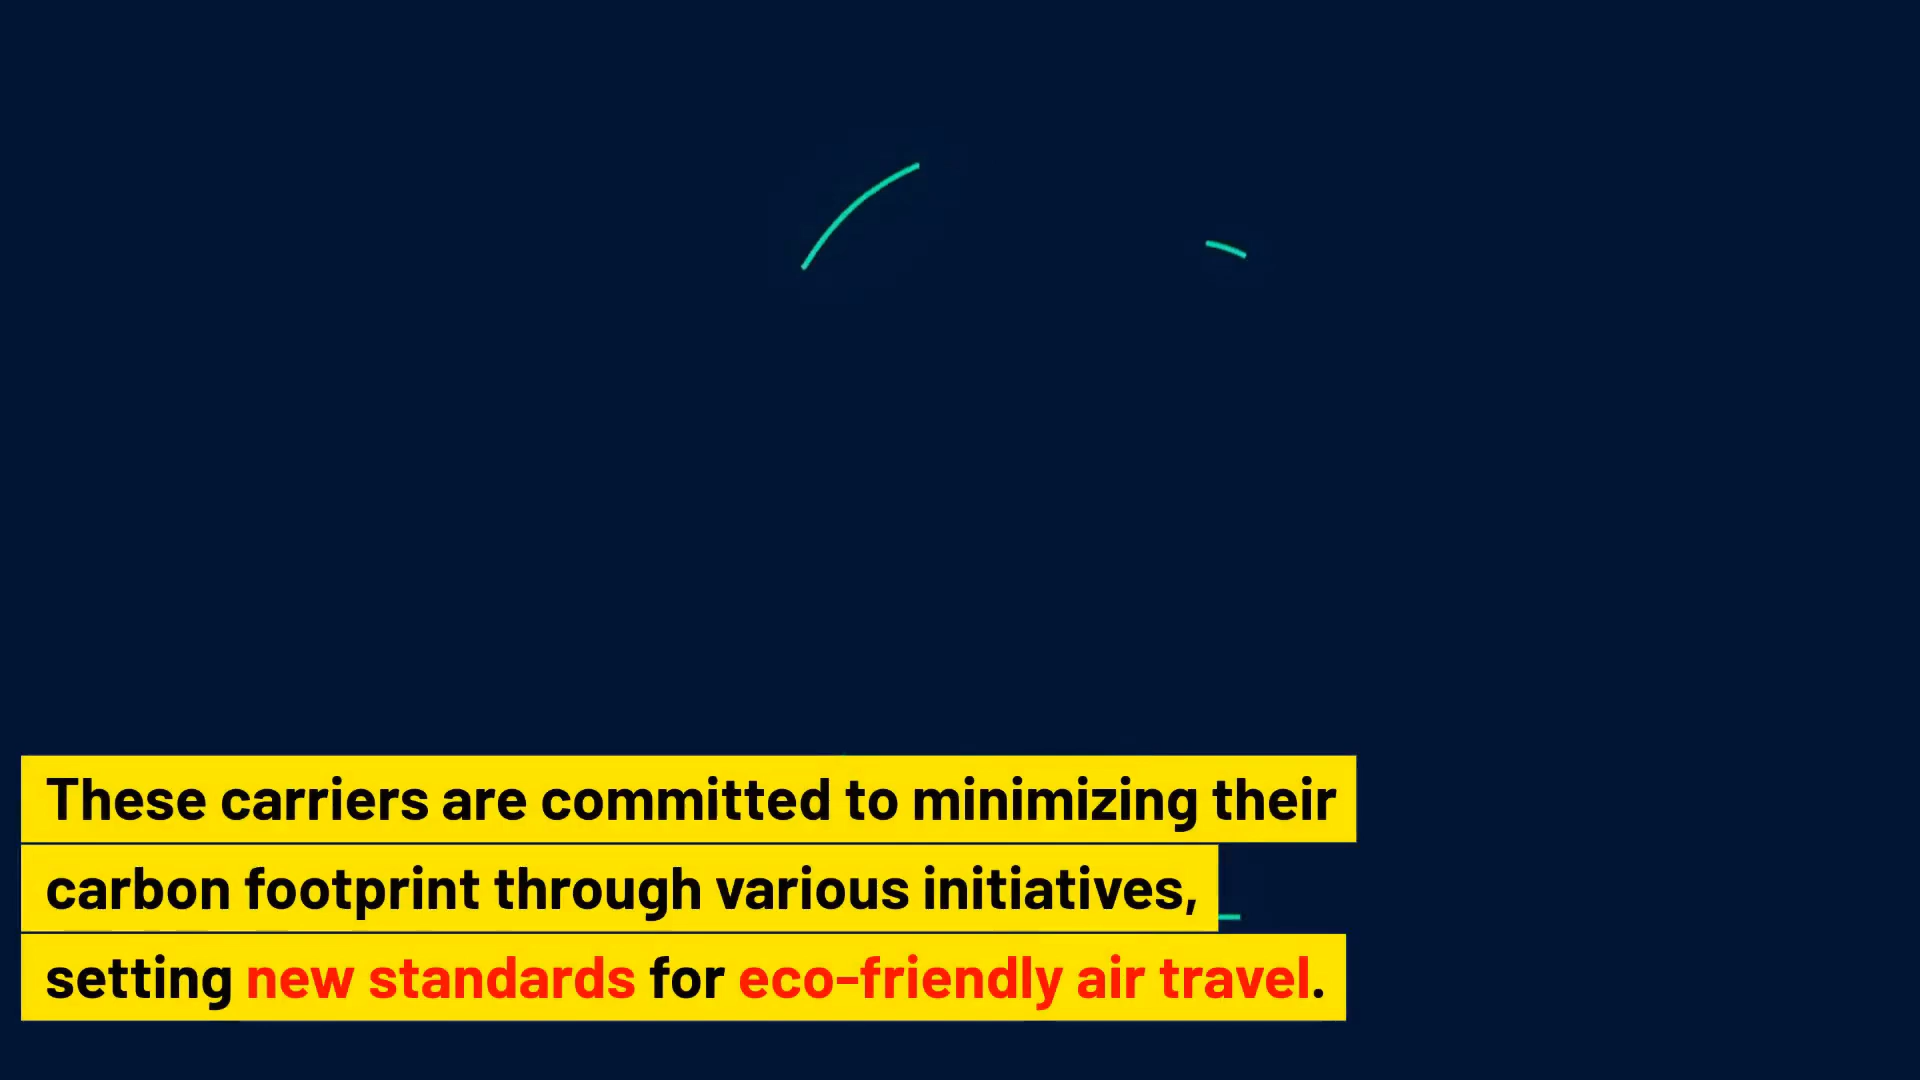 These carriers are committed to minimizing their
carbon footprint through various initiatives,
setting new standards for eco-friendly air travel.